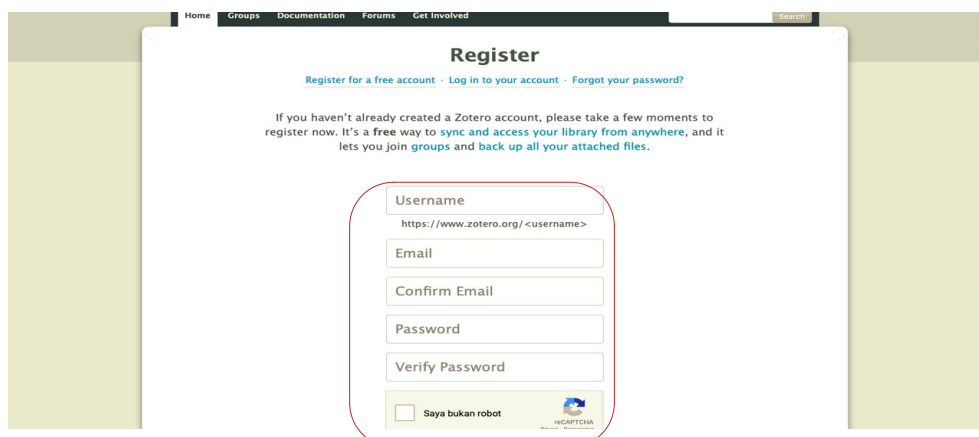 Home Groups Documentation Forums Get Involved Search
Register
Register for a free account · Log in to your account · Forgot your password?
If you haven't already created a Zotero account, please take a few moments to
register now. It's a free way to sync and access your library from anywhere, and it
lets you join groups and back up all your attached files.
Username
https://www.zotero.org/<username>
Email
Confirm Email
Password
Verify Password
Saya bukan robot
reCAPTCHA